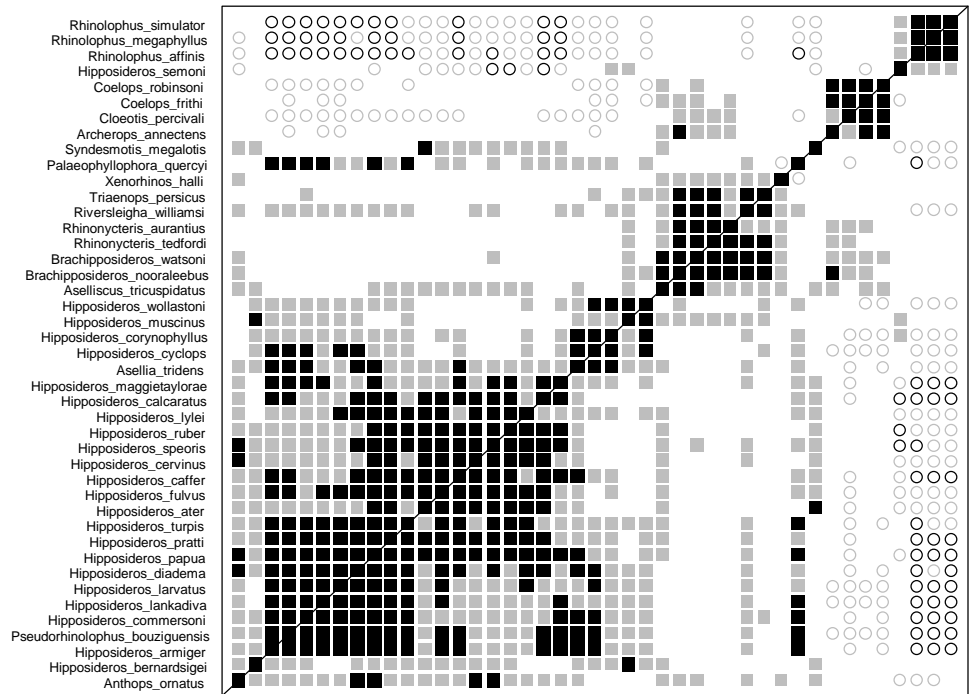 Rhinolophus_simulator
Rhinolophus_megaphyllus
Rhinolophus_affinis
Hipposideros_semoni
Coelops_robinsoni
Coelops_frithi
Cloeotis_percivali
Archerops_annectens
Syndesmotis_megalotis
Palaeophyllophora_quercyi
Xenorhinos_halli
Triaenops_persicus
Riversleigha_williamsi
Rhinonycteris_aurantius
Rhinonycteris_tedfordi
Brachipposideros_watsoni
Brachipposideros_nooraleebus
Aselliscus_tricuspidatus
Hipposideros_wollastoni
Hipposideros_muscinus
Hipposideros_corynophyllus
Hipposideros_cyclops
Asellia_tridens
Hipposideros_maggietaylorae
Hipposideros_calcaratus
Hipposideros_lylei
Hipposideros_ruber
Hipposideros_speoris
Hipposideros_cervinus
Hipposideros_caffer
Hipposideros_fulvus
Hipposideros_ater
Hipposideros_turpis
Hipposideros_pratti
Hipposideros_papua
Hipposideros_diadema
Hipposideros_larvatus
Hipposideros_lankadiva
Hipposideros_commersoni
Pseudorhinolophus_bouziguensis
Hipposideros_armiger
Hipposideros_bernardsigei
Anthops_ornatus